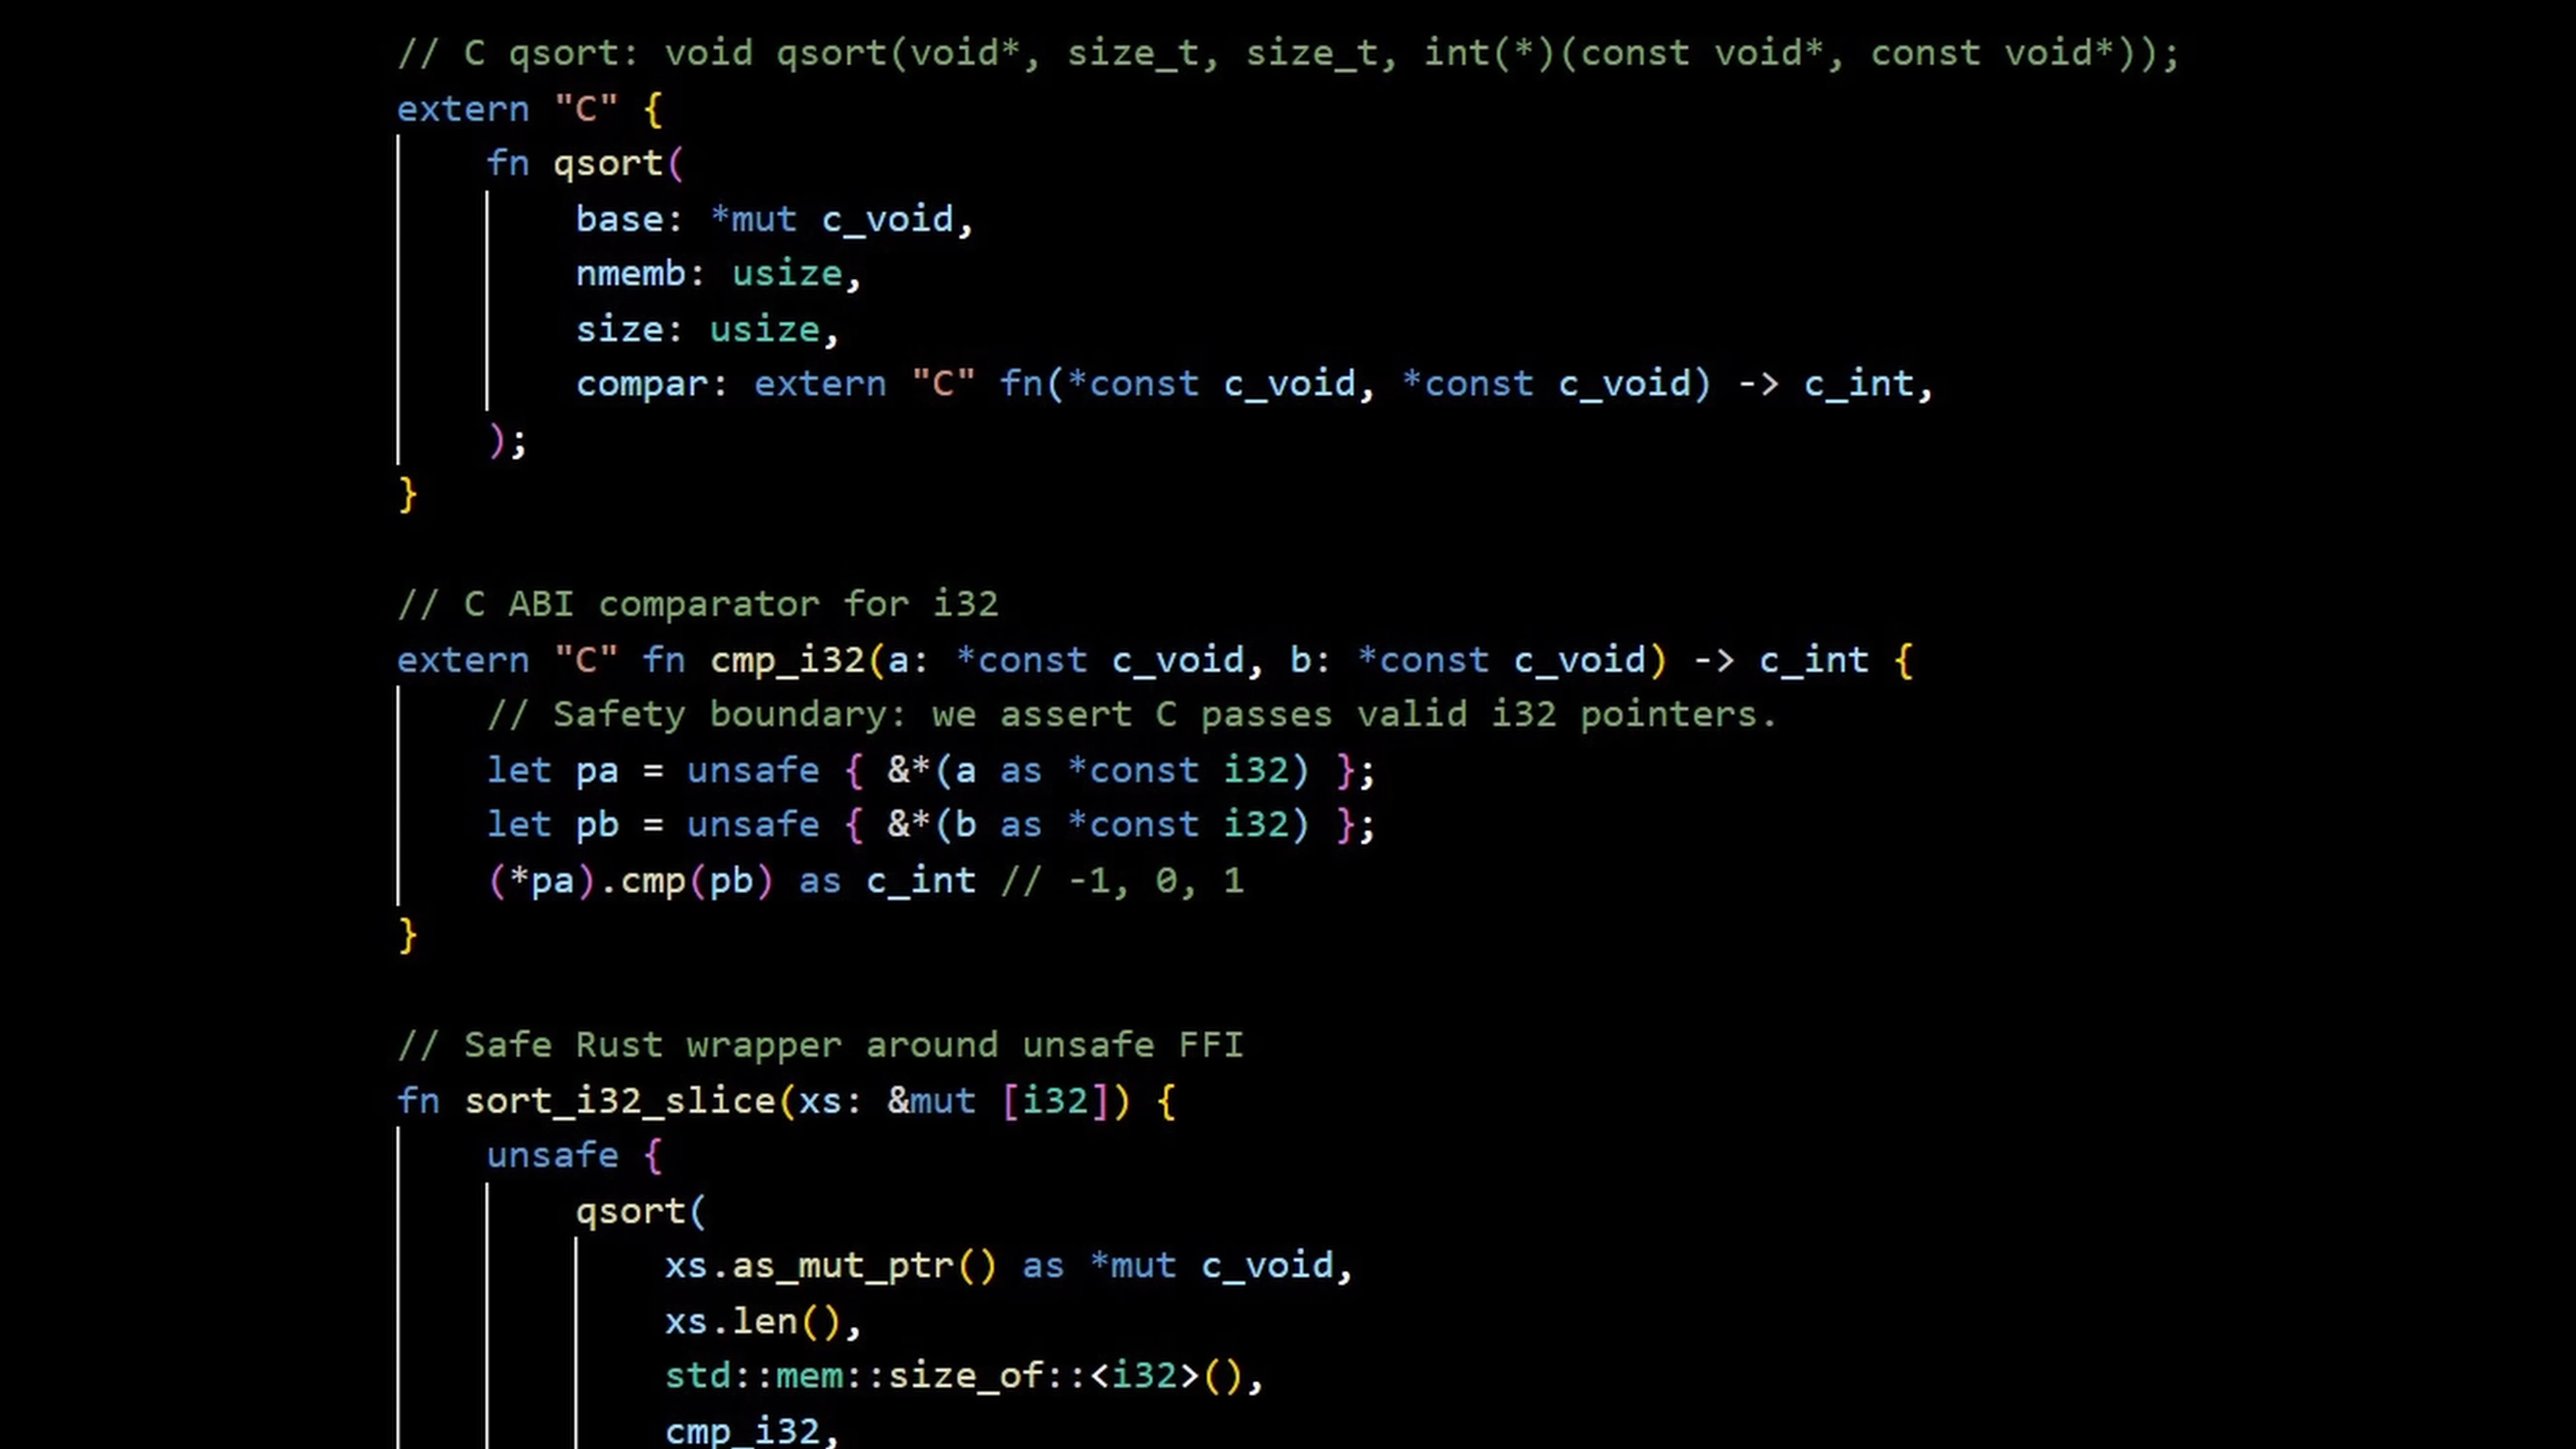 // C qsort: void qsort(void*, size_t, size_t, int(*)(const void*, const void*));
extern "C" {
    fn qsort(
        base: *mut c_void,
        nmemb: usize,
        size: usize,
        compar: extern "C" fn(*const c_void, *const c_void) -> c_int,
    );
}

// C ABI comparator for i32
extern "C" fn cmp_i32(a: *const c_void, b: *const c_void) -> c_int {
    // Safety boundary: we assert C passes valid i32 pointers.
    let pa = unsafe { &*(a as *const i32) };
    let pb = unsafe { &*(b as *const i32) };
    (*pa).cmp(pb) as c_int // -1, 0, 1
}

// Safe Rust wrapper around unsafe FFI
fn sort_i32_slice(xs: &mut [i32]) {
    unsafe {
        qsort(
            xs.as_mut_ptr() as *mut c_void,
            xs.len(),
            std::mem::size_of::<i32>(),
            cmp_i32,